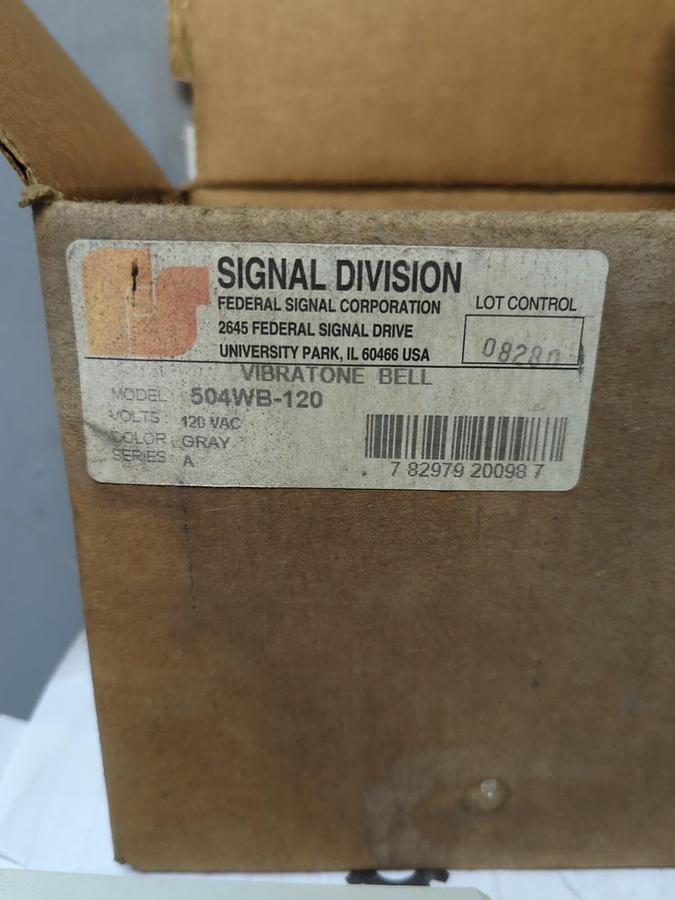 SIGNAL DIVISION
FEDERAL SIGNAL CORPORATION
2645 FEDERAL SIGNAL DRIVE
UNIVERSITY PARK, IL 60466 USA
LOT CONTROL
VIBRATONE BELL
MODEL: 504WB-120
VOLTS: 120 VAC
COLOR: GRAY
SERIES: A
7 82979 20098 7